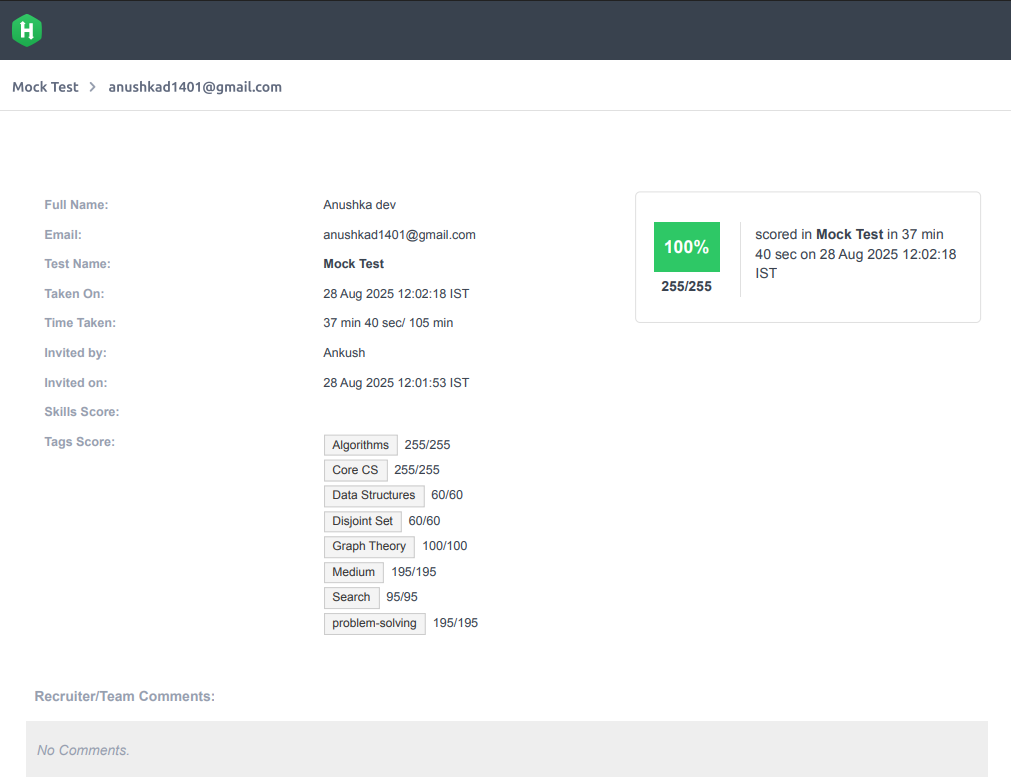 H
Mock Test > anushkad1401@gmail.com
Full Name: Anushka dev
Email: anushkad1401@gmail.com
Test Name: Mock Test
Taken On: 28 Aug 2025 12:02:18 IST
Time Taken: 37 min 40 sec/ 105 min
Invited by: Ankush
Invited on: 28 Aug 2025 12:01:53 IST
Skills Score:
Tags Score:
Algorithms 255/255
Core CS 255/255
Data Structures 60/60
Disjoint Set 60/60
Graph Theory 100/100
Medium 195/195
Search 95/95
problem-solving 195/195
100%
255/255
scored in Mock Test in 37 min
40 sec on 28 Aug 2025 12:02:18
IST
Recruiter/Team Comments:
No Comments.